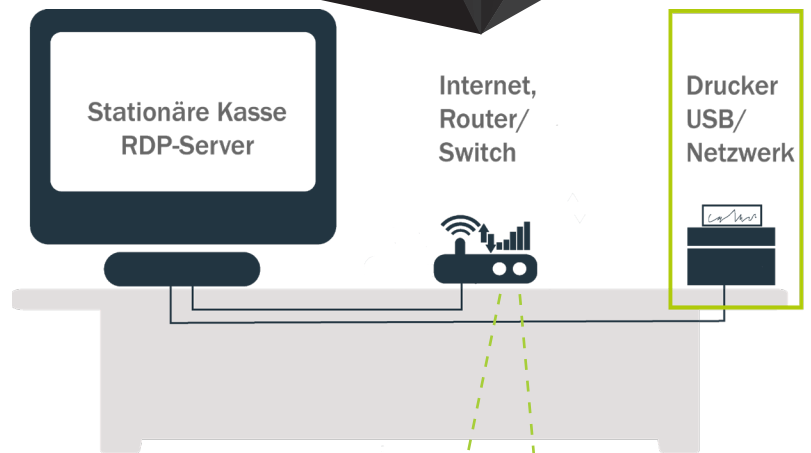 Stationäre Kasse
RDP-Server
Internet,
Router/
Switch
Drucker
USB/
Netzwerk